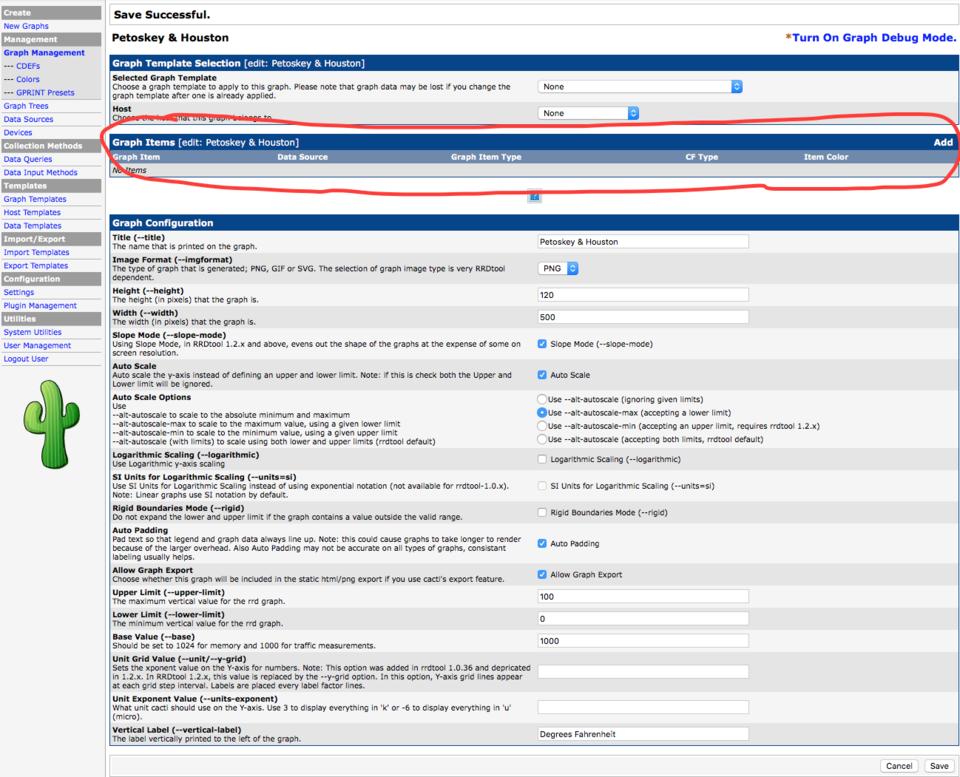 Create
New Graphs
Management
Graph Management
--- CDEFs
--- Colors
--- GPRINT Presets
Graph Trees
Data Sources
Devices
Collection Methods
Data Queries
Data Input Methods
Templates
Graph Templates
Host Templates
Data Templates
Import/Export
Import Templates
Export Templates
Configuration
Settings
Plugin Management
Utilities
System Utilities
User Management
Logout User
Save Successful.
Petoskey & Houston
*Turn On Graph Debug Mode.
Graph Template Selection [edit: Petoskey & Houston]
Selected Graph Template
Choose a graph template to apply to this graph. Please note that graph data may be lost if you change the
graph template after one is already applied.
None
Host
Choose the host that this graph belongs to.
None
Graph Items [edit: Petoskey & Houston] Add
Graph Item Data Source Graph Item Type CF Type Item Color
No Items
Graph Configuration
Title (--title)
The name that is printed on the graph.
Petoskey & Houston
Image Format (--imgformat)
The type of graph that is generated; PNG, GIF or SVG. The selection of graph image type is very RRDtool
dependent.
PNG
Height (--height)
The height (in pixels) that the graph is.
120
Width (--width)
The width (in pixels) that the graph is.
500
Slope Mode (--slope-mode)
Using Slope Mode, in RRDtool 1.2.x and above, evens out the shape of the graphs at the expense of some on
screen resolution.
Slope Mode (--slope-mode)
Auto Scale
Auto scale the y-axis instead of defining an upper and lower limit. Note: if this is check both the Upper and
Lower limit will be ignored.
Auto Scale
Auto Scale Options
Use
--alt-autoscale to scale to the absolute minimum and maximum
--alt-autoscale-max to scale to the maximum value, using a given lower limit
--alt-autoscale-min to scale to the minimum value, using a given upper limit
--alt-autoscale (with limits) to scale using both lower and upper limits (rrdtool default)
Use --alt-autoscale (ignoring given limits)
Use --alt-autoscale-max (accepting a lower limit)
Use --alt-autoscale-min (accepting an upper limit, requires rrdtool 1.2.x)
Use --alt-autoscale (accepting both limits, rrdtool default)
Logarithmic Scaling (--logarithmic)
Use Logarithmic y-axis scaling
Logarithmic Scaling (--logarithmic)
SI Units for Logarithmic Scaling (--units=si)
Use SI Units for Logarithmic Scaling instead of using exponential notation (not available for rrdtool-1.0.x).
Note: Linear graphs use SI notation by default.
SI Units for Logarithmic Scaling (--units=si)
Rigid Boundaries Mode (--rigid)
Do not expand the lower and upper limit if the graph contains a value outside the valid range.
Rigid Boundaries Mode (--rigid)
Auto Padding
Pad text so that legend and graph data always line up. Note: this could cause graphs to take longer to render
because of the larger overhead. Also Auto Padding may not be accurate on all types of graphs, consistant
labeling usually helps.
Auto Padding
Allow Graph Export
Choose whether this graph will be included in the static html/png export if you use cacti's export feature.
Allow Graph Export
Upper Limit (--upper-limit)
The maximum vertical value for the rrd graph.
100
Lower Limit (--lower-limit)
The minimum vertical value for the rrd graph.
0
Base Value (--base)
Should be set to 1024 for memory and 1000 for traffic measurements.
1000
Unit Grid Value (--unit/--y-grid)
Sets the xponent value on the Y-axis for numbers. Note: This option was added in rrdtool 1.0.36 and depricated
in 1.2.x. In RRDtool 1.2.x, this value is replaced by the --y-grid option. In this option, Y-axis grid lines appear
at each grid step interval. Labels are placed every label factor lines.
Unit Exponent Value (--units-exponent)
What unit cacti should use on the Y-axis. Use 3 to display everything in 'k' or -6 to display everything in 'u'
(micro).
Vertical Label (--vertical-label)
The label vertically printed to the left of the graph.
Degrees Fahrenheit
Cancel Save